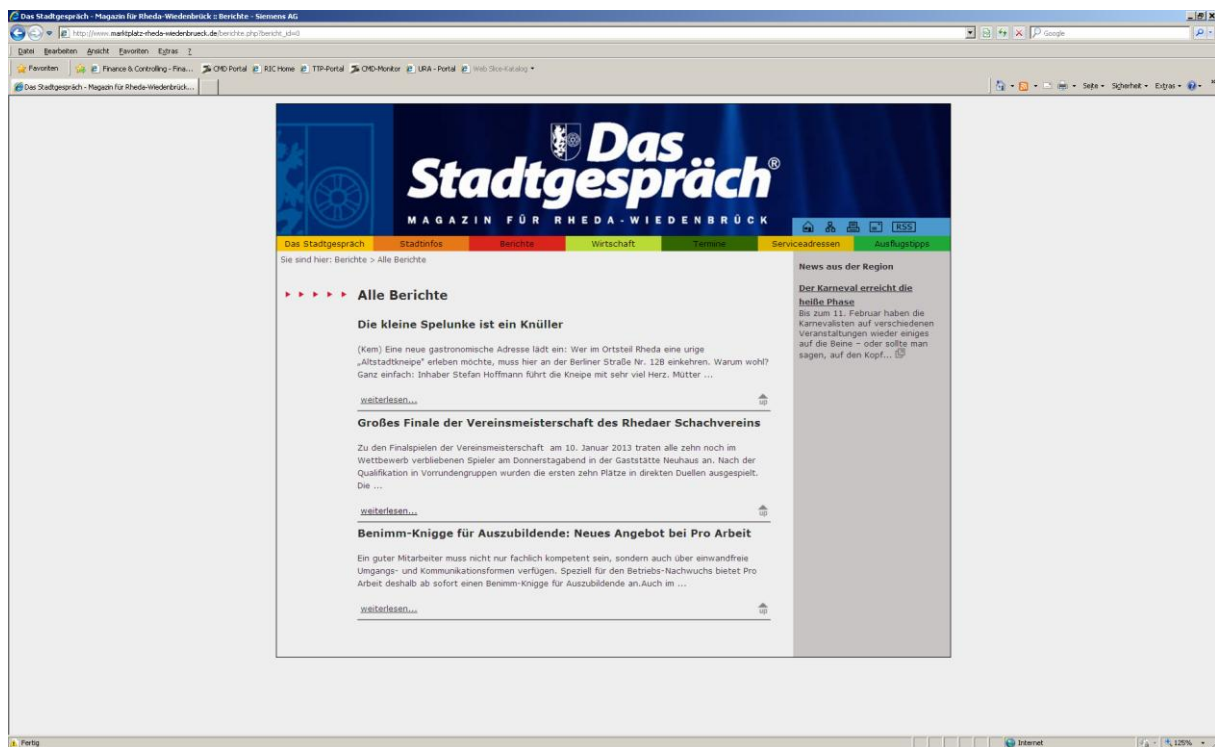 Das Stadtgespräch - Magazin für Rheda-Wiedenbrück :: Berichte - Siemens AG
http://www.marktplatz-rheda-wiedenbrueck.de/berichte.php?bericht_id=0
Google
Datei Bearbeiten Ansicht Favoriten Extras ?
Favoriten Finance & Controlling - Fina... CMD Portal RIC Home TTP-Portal CMD-Monitor URA - Portal Web Slice-Katalog
Das Stadtgespräch - Magazin für Rheda-Wiedenbrück... Seite Sicherheit Extras
Das
Stadtgespräch®
MAGAZIN FÜR RHEDA-WIEDENBRÜCK
RSS
Das Stadtgespräch Stadtinfos Berichte Wirtschaft Termine Serviceadressen Ausflugstipps
Sie sind hier: Berichte > Alle Berichte
Alle Berichte
Die kleine Spelunke ist ein Knüller
(Kem) Eine neue gastronomische Adresse lädt ein: Wer im Ortsteil Rheda eine urige
„Altstadtkneipe" erleben möchte, muss hier an der Berliner Straße Nr. 12B einkehren. Warum wohl?
Ganz einfach: Inhaber Stefan Hoffmann führt die Kneipe mit sehr viel Herz. Mütter ...
weiterlesen...
up
Großes Finale der Vereinsmeisterschaft des Rhedaer Schachvereins
Zu den Finalspielen der Vereinsmeisterschaft am 10. Januar 2013 traten alle zehn noch im
Wettbewerb verbliebenen Spieler am Donnerstagabend in der Gaststätte Neuhaus an. Nach der
Qualifikation in Vorrundengruppen wurden die ersten zehn Plätze in direkten Duellen ausgespielt.
Die ...
weiterlesen...
up
Benimm-Knigge für Auszubildende: Neues Angebot bei Pro Arbeit
Ein guter Mitarbeiter muss nicht nur fachlich kompetent sein, sondern auch über einwandfreie
Umgangs- und Kommunikationsformen verfügen. Speziell für den Betriebs-Nachwuchs bietet Pro
Arbeit deshalb ab sofort einen Benimm-Knigge für Auszubildende an.Auch im ...
weiterlesen...
up
News aus der Region
Der Karneval erreicht die
heiße Phase
Bis zum 11. Februar haben die
Karnevalisten auf verschiedenen
Veranstaltungen wieder einiges
auf die Beine – oder sollte man
sagen, auf den Kopf...
Fertig
Internet
125%